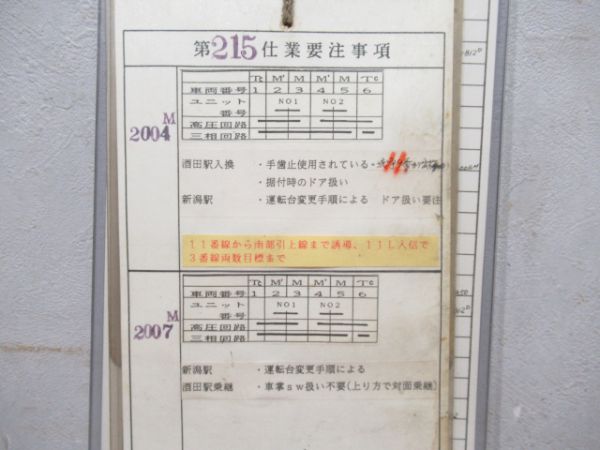 第215仕業要注事項
2004M
Tc M' M M' M Tc
車両番号 1 2 3 4 5 6
ユニット番号 NO1 NO2
高圧回路
三相回路
酒田駅入換 ・手歯止使用されている・
・据付時のドア扱い
新潟駅 ・運転台変更手順による ドア扱い要注
11番線から南部引上線まで誘導、11L入信で
3番線両数目標まで
2007M
Tc M' M M' M Tc
車両番号 1 2 3 4 5 6
ユニット番号 NO1 NO2
高圧回路
三相回路
新潟駅 ・運転台変更手順による
酒田駅乗継 ・車掌sw扱い不要(上り方で対面乗継)